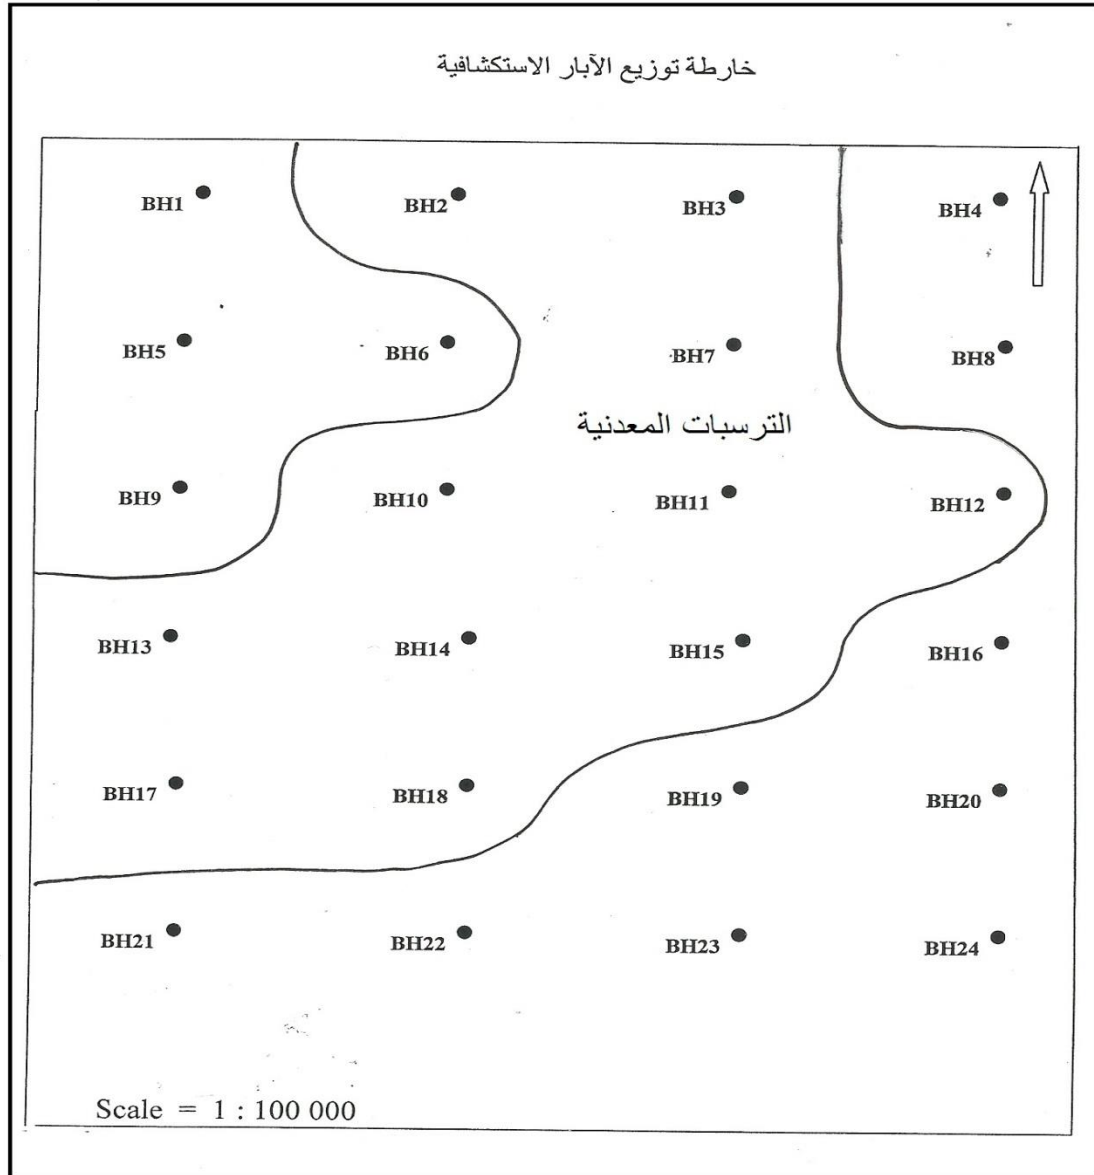 خارطة توزيع الآبار الاستكشافية
BH1
BH2
BH3
BH4
BH5
BH6
BH7
BH8
الترسبات المعدنية
BH9
BH10
BH11
BH12
BH13
BH14
BH15
BH16
BH17
BH18
BH19
BH20
BH21
BH22
BH23
BH24
Scale = 1 : 100 000